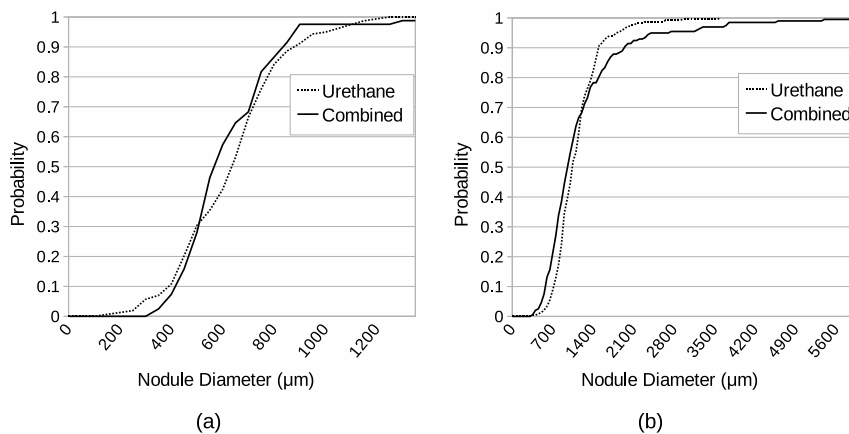 1
0.9
0.8
0.7
0.6
0.5
0.4
0.3
0.2
0.1
0
Probability
Urethane
Combined
0 200 400 600 800 1000 1200
Nodule Diameter (µm)
(a)
1
0.9
0.8
0.7
0.6
0.5
0.4
0.3
0.2
0.1
0
Probability
Urethane
Combined
0 700 1400 2100 2800 3500 4200 4900 5600
Nodule Diameter (µm)
(b)